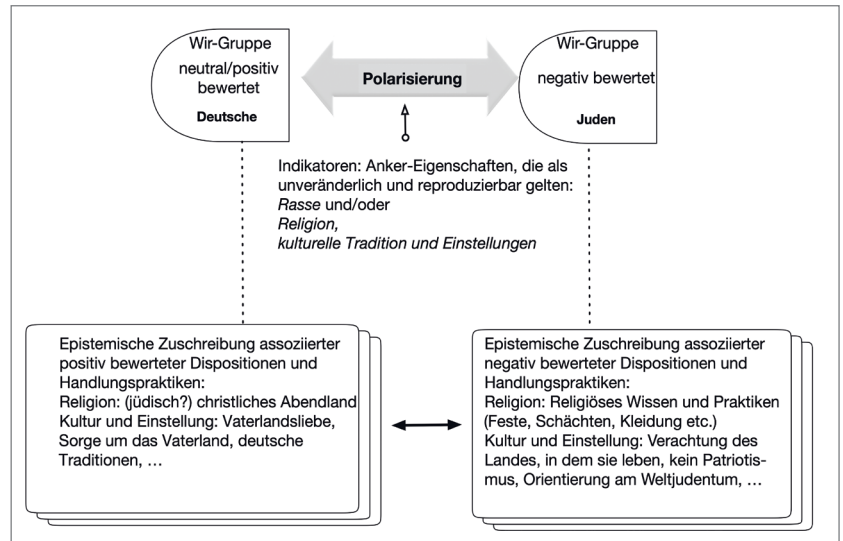 Wir-Gruppe
neutral/positiv
bewertet
Deutsche
Polarisierung
Wir-Gruppe
negativ bewertet
Juden
Indikatoren: Anker-Eigenschaften, die als
unveränderlich und reproduzierbar gelten:
Rasse und/oder
Religion,
kulturelle Tradition und Einstellungen
Epistemische Zuschreibung assoziierter
positiv bewerteter Dispositionen und
Handlungspraktiken:
Religion: (jüdisch?) christliches Abendland
Kultur und Einstellung: Vaterlandsliebe,
Sorge um das Vaterland, deutsche
Traditionen, …
Epistemische Zuschreibung assoziierter
negativ bewerteter Dispositionen und
Handlungspraktiken:
Religion: Religiöses Wissen und Praktiken
(Feste, Schächten, Kleidung etc.)
Kultur und Einstellung: Verachtung des
Landes, in dem sie leben, kein Patriotis-
mus, Orientierung am Weltjudentum, …